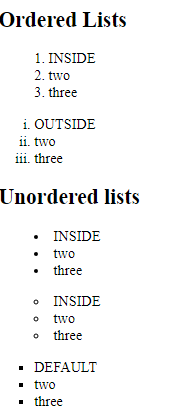 Ordered Lists
1. INSIDE
2. two
3. three
i. OUTSIDE
ii. two
iii. three
Unordered lists
• INSIDE
• two
• three
◦ INSIDE
◦ two
◦ three
▪ DEFAULT
▪ two
▪ three